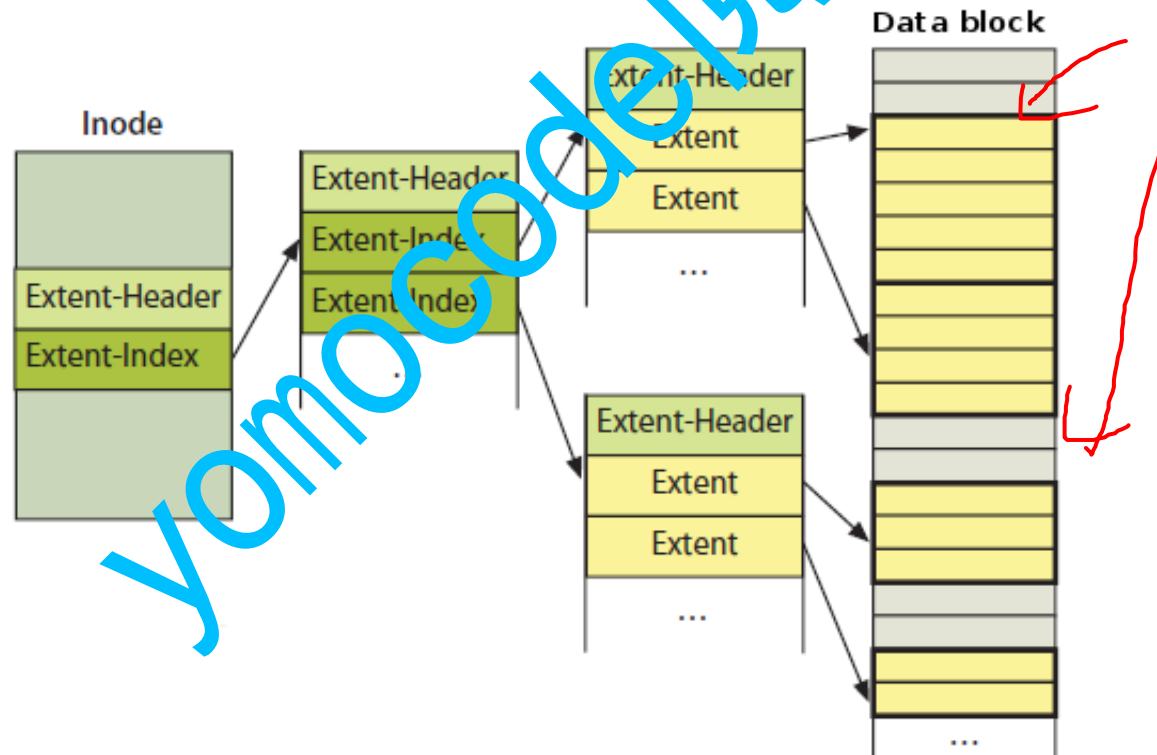 Data block
Inode
Extent-Header
Extent-Index
Extent-Header
Extent-Index
Extent-Index
...
Extent-Header
Extent
Extent
...
Extent-Header
Extent
Extent
...
...
yomocode